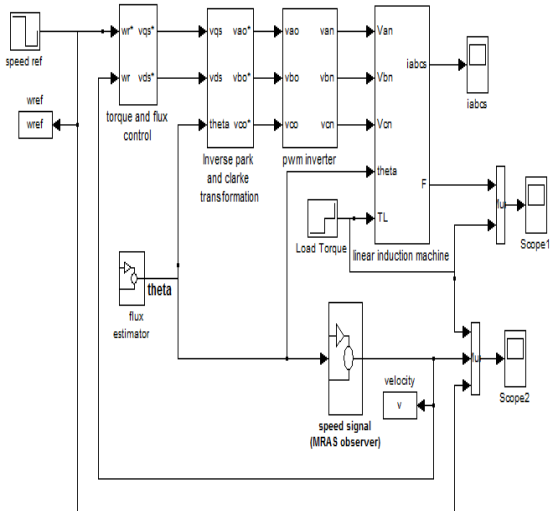 speed ref
wr* vqs*
wr vds*
torque and flux
control
vqs vao*
vds vbo*
theta vco*
Inverse park
and clarke
transformation
vao van
vbo vbn
vco vcn
pwm inverter
Van
Vbn
Vcn
theta
TL
iabcs
F
linear induction machine
iabcs
wref
wref
Load Torque
Scope1
theta
flux
estimator
velocity
v
speed signal
(MRAS observer)
Scope2